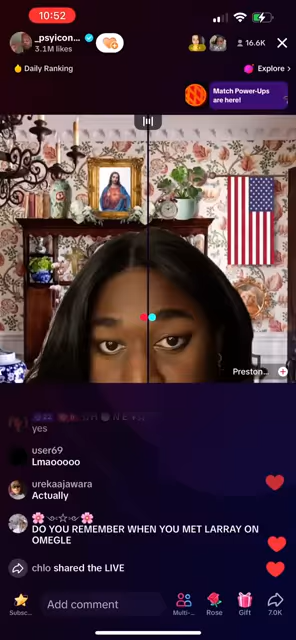 10:52
_psyicon...
3.1M likes
16.6K
Daily Ranking
Explore >
Match Power-Ups
are here!
Preston...
yes
user69
Lmaoooo
urekaajawara
Actually
DO YOU REMEMBER WHEN YOU MET LARRAY ON
OMEGLE
chlo shared the LIVE
Subsc...
Add comment
Multi-...
Rose
Gift
7.0K